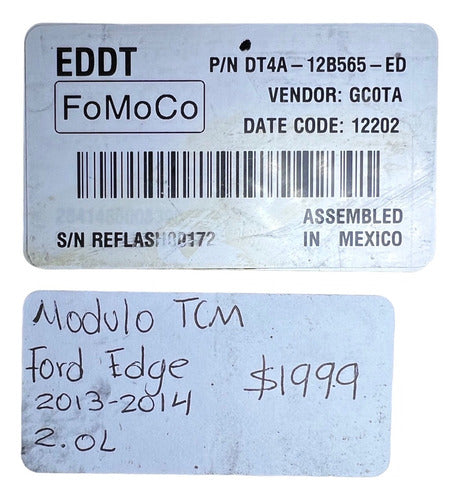 EDDT
P/N DT4A-12B565-ED
FoMoCo
VENDOR: GC0TA
DATE CODE: 12202
ASSEMBLED
S/N REFLASH00172
IN MEXICO
Modulo TCM
Ford Edge
$1999
2013-2014
2.0L